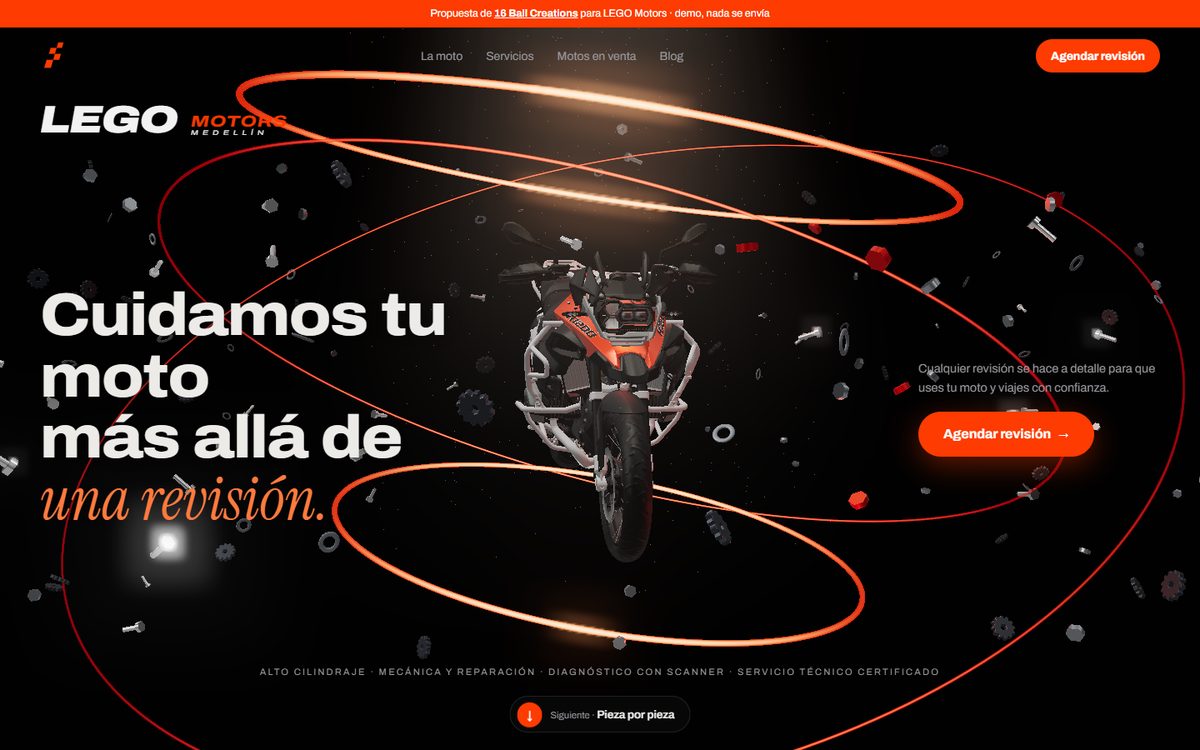 Propuesta de 16 Ball Creations para LEGO Motors · demo, nada se envía
La moto Servicios Motos en venta Blog
Agendar revisión
LEGO MOTORS
MEDELLÍN
Cuidamos tu
moto
más allá de
una revisión.
Cualquier revisión se hace a detalle para que
uses tu moto y viajes con confianza.
Agendar revisión →
ALTO CILINDRAJE · MECÁNICA Y REPARACIÓN · DIAGNÓSTICO CON SCANNER · SERVICIO TÉCNICO CERTIFICADO
↓ Siguiente · Pieza por pieza